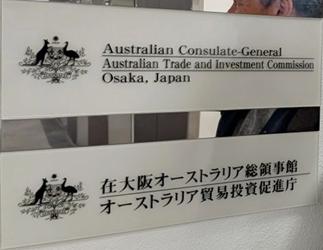 Australian Consulate-General
Australian Trade and Investment Commission
Osaka, Japan
在大阪オーストラリア総領事館
オーストラリア貿易投資促進庁